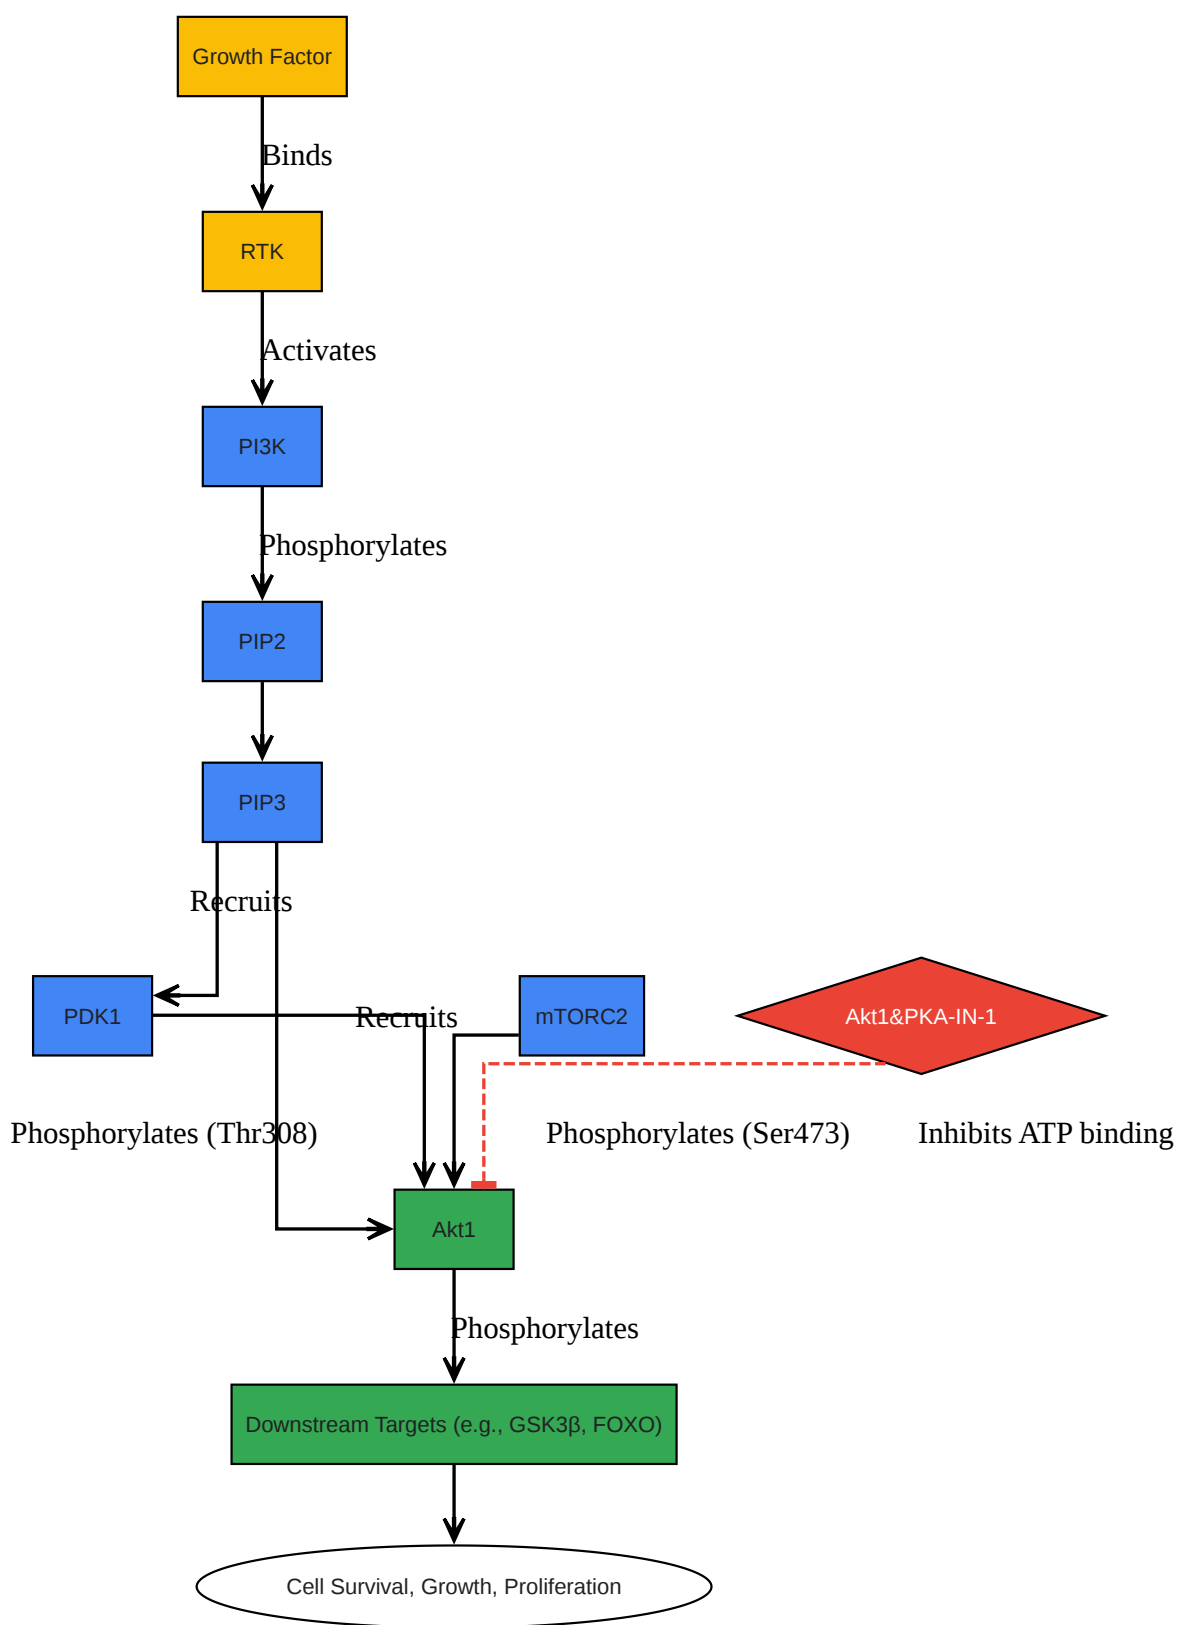 Growth Factor
Binds
RTK
Activates
PI3K
Phosphorylates
PIP2
PIP3
Recruits
PDK1
Recruits
mTORC2
Akt1&PKA-IN-1
Phosphorylates (Thr308)
Phosphorylates (Ser473)
Inhibits ATP binding
Akt1
Phosphorylates
Downstream Targets (e.g., GSK3β, FOXO)
Cell Survival, Growth, Proliferation